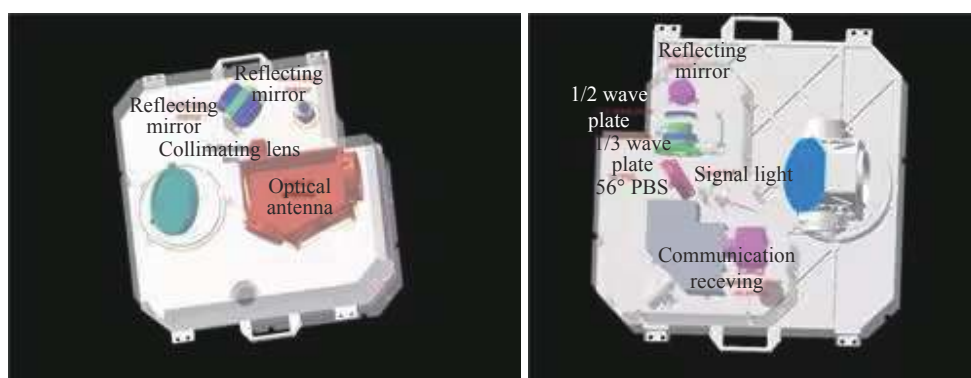 Reflecting
mirror
Reflecting
mirror
Collimating lens
Optical
antenna
Reflecting
mirror
1/2 wave
plate
1/3 wave
plate
56° PBS
Signal light
Communication
receving